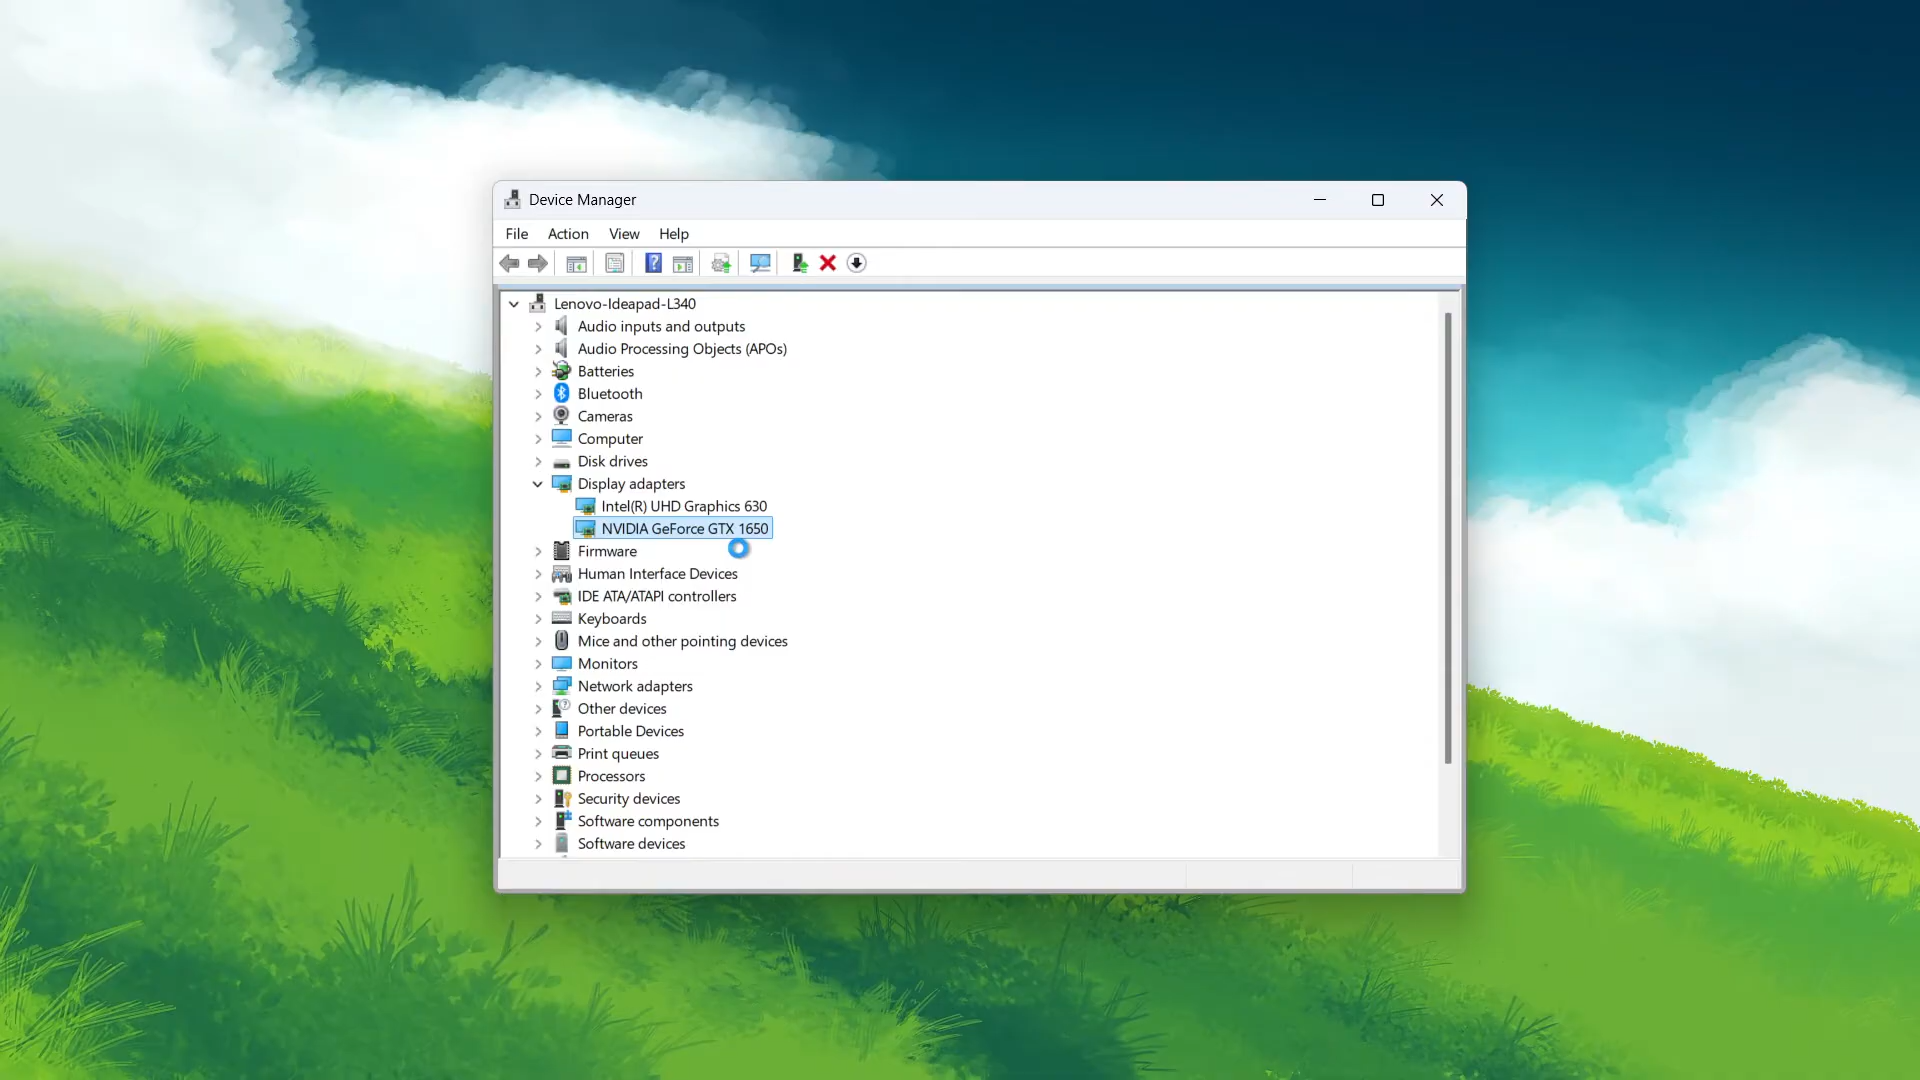 Device Manager
File Action View Help
Lenovo-Ideapad-L340
Audio inputs and outputs
Audio Processing Objects (APOs)
Batteries
Bluetooth
Cameras
Computer
Disk drives
Display adapters
Intel(R) UHD Graphics 630
NVIDIA GeForce GTX 1650
Firmware
Human Interface Devices
IDE ATA/ATAPI controllers
Keyboards
Mice and other pointing devices
Monitors
Network adapters
Other devices
Portable Devices
Print queues
Processors
Security devices
Software components
Software devices